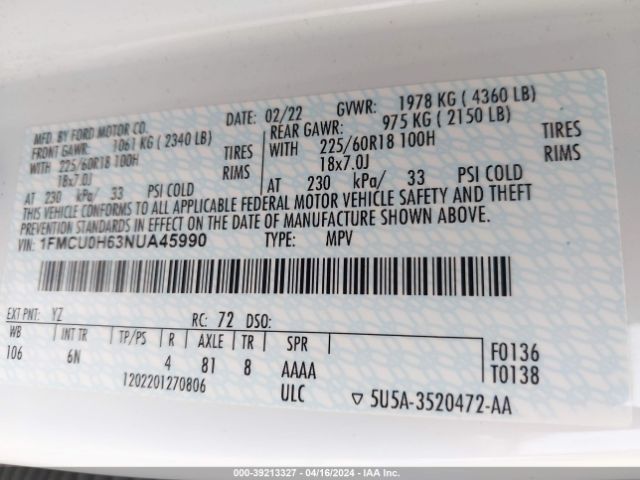 MFD. BY FORD MOTOR CO. DATE: 02/22 GVWR: 1978 KG ( 4360 LB)
FRONT GAWR: 1061 KG ( 2340 LB) REAR GAWR: 975 KG ( 2150 LB)
WITH 225/60R18 100H TIRES WITH 225/60R18 100H TIRES
18x7.0J RIMS 18x7.0J RIMS
AT 230 kPa/ 33 PSI COLD AT 230 kPa/ 33 PSI COLD
THIS VEHICLE CONFORMS TO ALL APPLICABLE FEDERAL MOTOR VEHICLE SAFETY AND THEFT
PREVENTION STANDARDS IN EFFECT ON THE DATE OF MANUFACTURE SHOWN ABOVE.
VIN: 1FMCU0H63NUA45990 TYPE: MPV
EXT PNT: YZ RC: 72 DSO:
WB INT TR TP/PS R AXLE TR SPR F0136
106 6N 4 81 8 AAAA T0138
1202201270806 ULC ▽ 5U5A-3520472-AA
000-39213327 - 04/16/2024 - IAA Inc.